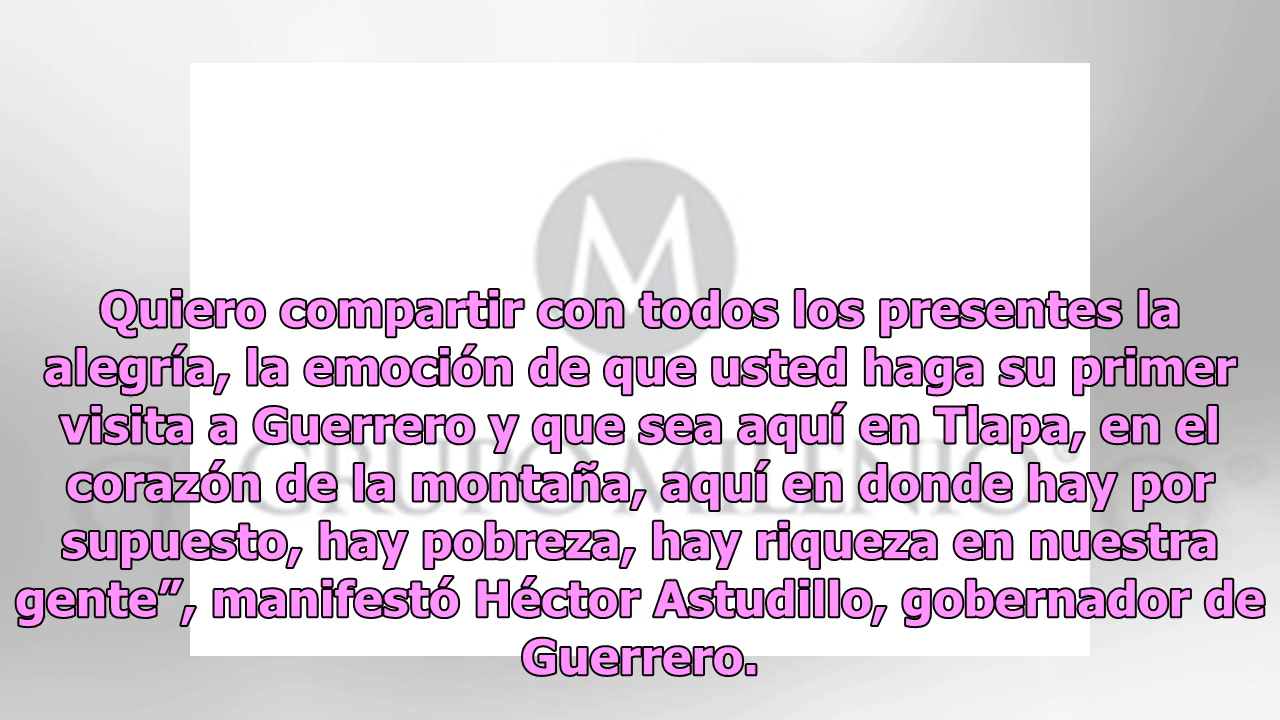 M
Quiero compartir con todos los presentes la
alegría, la emoción de que usted haga su primer
visita a Guerrero y que sea aquí en Tlapa, en el
corazón de la montaña, aquí en donde hay por
GRUPO MILENIO
supuesto, hay pobreza, hay riqueza en nuestra
gente”, manifestó Héctor Astudillo, gobernador de
Guerrero.